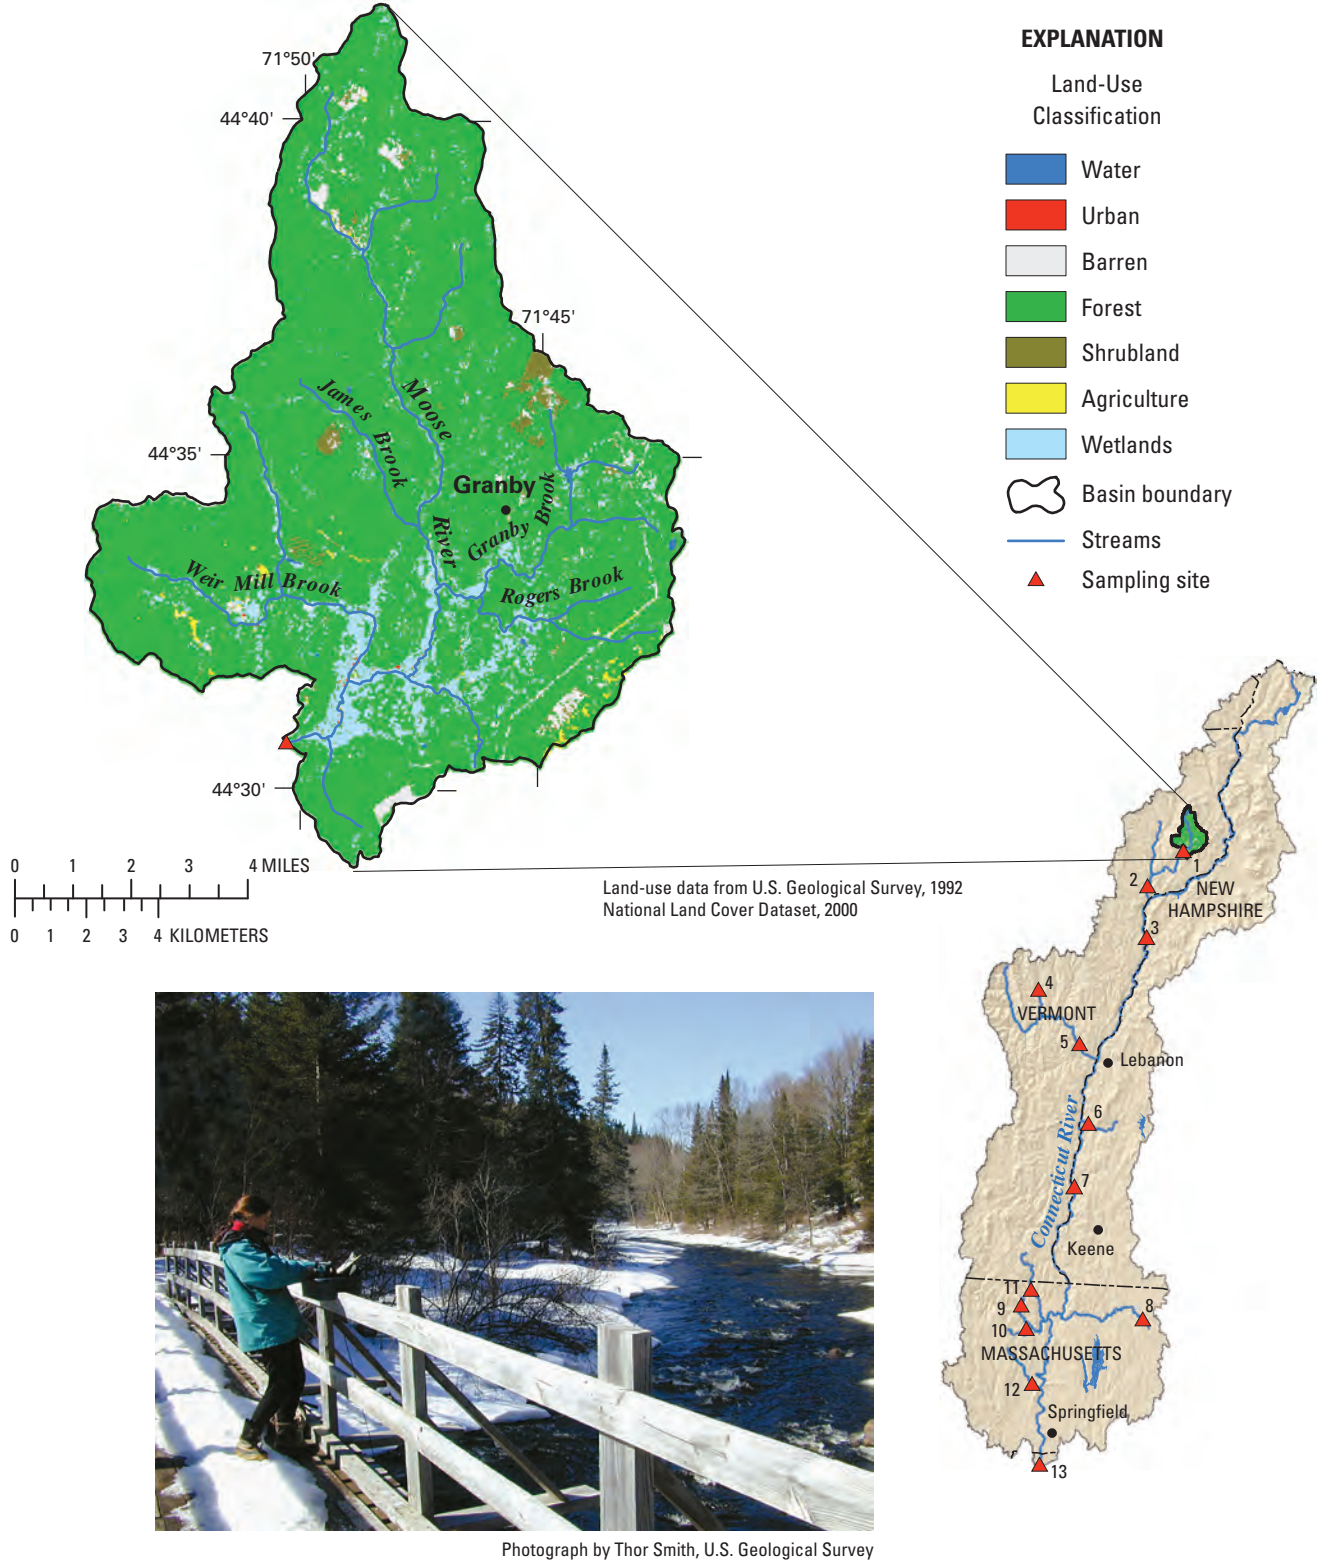 EXPLANATION
Land-Use
Classification
Water
Urban
Barren
Forest
Shrubland
Agriculture
Wetlands
Basin boundary
Streams
Sampling site
71°50'
44°40'
71°45'
44°35'
44°30'
James Brook
Moose River
Granby
Granby Brook
Rogers Brook
Weir Mill Brook
0 1 2 3 4 MILES
0 1 2 3 4 KILOMETERS
Land-use data from U.S. Geological Survey, 1992
National Land Cover Dataset, 2000
1
2
NEW
HAMPSHIRE
3
4
VERMONT
5
Lebanon
6
Connecticut River
7
Keene
11
9
8
10
MASSACHUSETTS
12
Springfield
13
Photograph by Thor Smith, U.S. Geological Survey